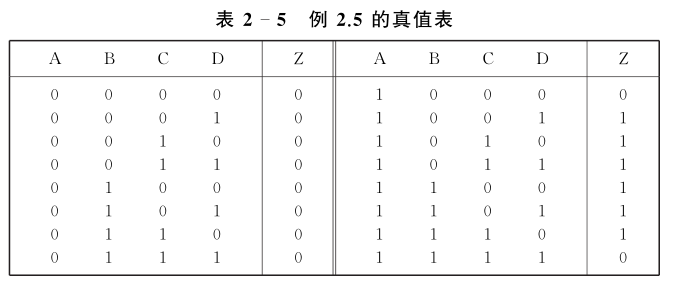 表 2-5 例 2.5 的真值表
A B C D Z A B C D Z
0 0 0 0 0 1 0 0 0 0
0 0 0 1 0 1 0 0 1 1
0 0 1 0 0 1 0 1 0 1
0 0 1 1 0 1 0 1 1 1
0 1 0 0 0 1 1 0 0 1
0 1 0 1 0 1 1 0 1 1
0 1 1 0 0 1 1 1 0 1
0 1 1 1 0 1 1 1 1 0